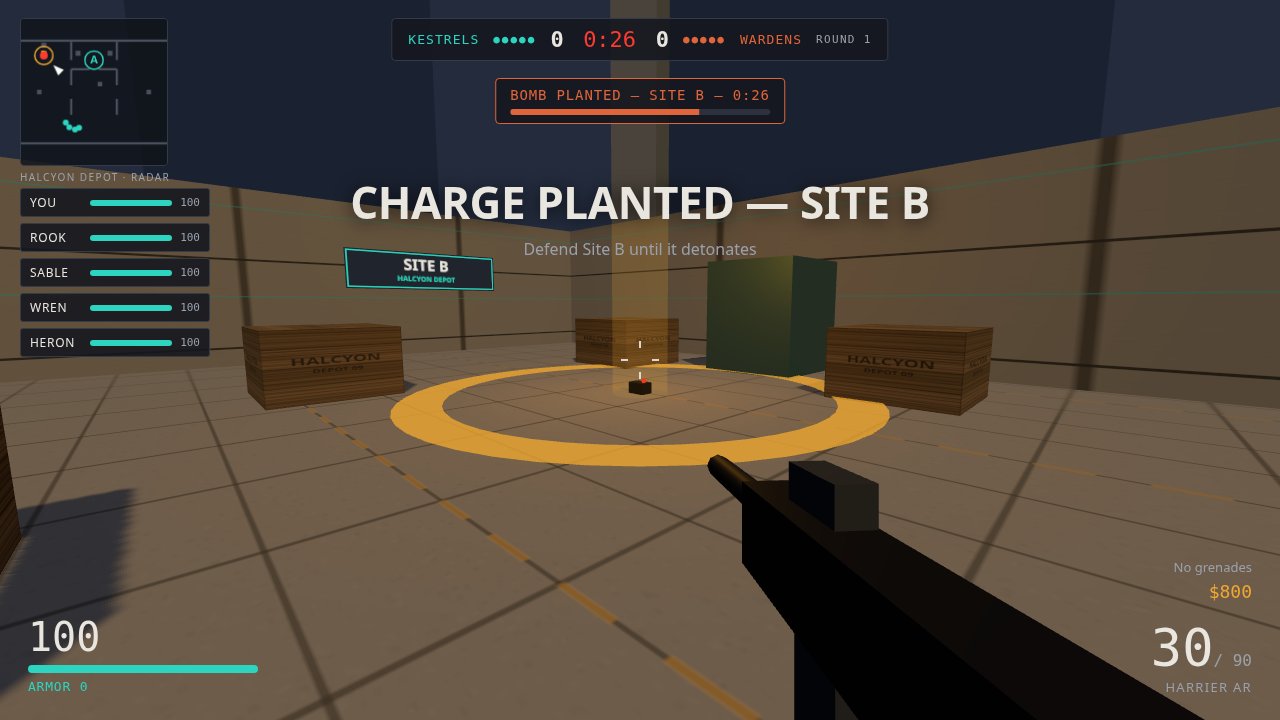 KESTRELS 0 0:26 0 WARDENS ROUND 1
A
BOMB PLANTED — SITE B — 0:26
HALCYON DEPOT · RADAR
CHARGE PLANTED — SITE B
Defend Site B until it detonates
YOU 100
ROOK 100
SABLE 100
WREN 100
HERON 100
SITE B
HALCYON DEPOT
HALCYON
DEPOT 09
HALCYON
DEPOT 09
No grenades
$800
100
ARMOR 0
30 / 90
HARRIER AR